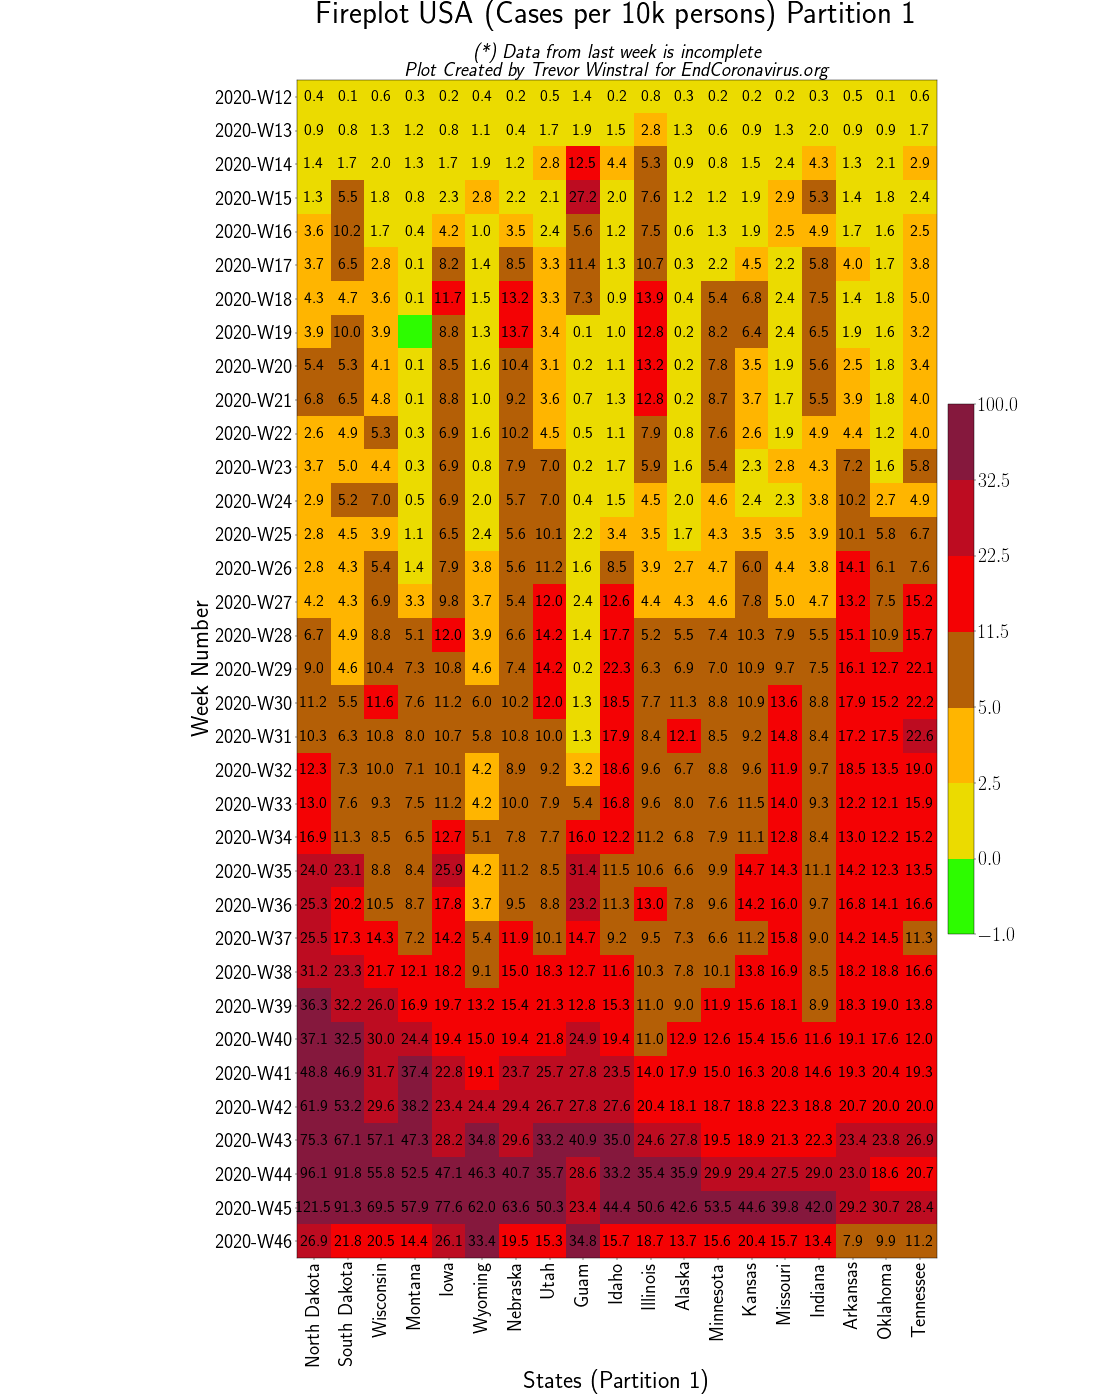 Fireplot USA (Cases per 10k persons) Partition 1
(*) Data from last week is incomplete
Plot Created by Trevor Winstral for EndCoronavirus.org
2020-W12 0.4 0.1 0.6 0.3 0.2 0.4 0.2 0.5 1.4 0.2 0.8 0.3 0.2 0.2 0.2 0.3 0.5 0.1 0.6
2020-W13 0.9 0.8 1.3 1.2 0.8 1.1 0.4 1.7 1.9 1.5 2.8 1.3 0.6 0.9 1.3 2.0 0.9 0.9 1.7
2020-W14 1.4 1.7 2.0 1.3 1.7 1.9 1.2 2.8 12.5 4.4 5.3 0.9 0.8 1.5 2.4 4.3 1.3 2.1 2.9
2020-W15 1.3 5.5 1.8 0.8 2.3 2.8 2.2 2.1 27.2 2.0 7.6 1.2 1.2 1.9 2.9 5.3 1.4 1.8 2.4
2020-W16 3.6 10.2 1.7 0.4 4.2 1.0 3.5 2.4 5.6 1.2 7.5 0.6 1.3 1.9 2.5 4.9 1.7 1.6 2.5
2020-W17 3.7 6.5 2.8 0.1 8.2 1.4 8.5 3.3 11.4 1.3 10.7 0.3 2.2 4.5 2.2 5.8 4.0 1.7 3.8
2020-W18 4.3 4.7 3.6 0.1 11.7 1.5 13.2 3.3 7.3 0.9 13.9 0.4 5.4 6.8 2.4 7.5 1.4 1.8 5.0
2020-W19 3.9 10.0 3.9 8.8 1.3 13.7 3.4 0.1 1.0 12.8 0.2 8.2 6.4 2.4 6.5 1.9 1.6 3.2
2020-W20 5.4 5.3 4.1 0.1 8.5 1.6 10.4 3.1 0.2 1.1 13.2 0.2 7.8 3.5 1.9 5.6 2.5 1.8 3.4
2020-W21 6.8 6.5 4.8 0.1 8.8 1.0 9.2 3.6 0.7 1.3 12.8 0.2 8.7 3.7 1.7 5.5 3.9 1.8 4.0
2020-W22 2.6 4.9 5.3 0.3 6.9 1.6 10.2 4.5 0.5 1.1 7.9 0.8 7.6 2.6 1.9 4.9 4.4 1.2 4.0
2020-W23 3.7 5.0 4.4 0.3 6.9 0.8 7.9 7.0 0.2 1.7 5.9 1.6 5.4 2.3 2.8 4.3 7.2 1.6 5.8
2020-W24 2.9 5.2 7.0 0.5 6.9 2.0 5.7 7.0 0.4 1.5 4.5 2.0 4.6 2.4 2.3 3.8 10.2 2.7 4.9
2020-W25 2.8 4.5 3.9 1.1 6.5 2.4 5.6 10.1 2.2 3.4 3.5 1.7 4.3 3.5 3.5 3.9 10.1 5.8 6.7
2020-W26 2.8 4.3 5.4 1.4 7.9 3.8 5.6 11.2 1.6 8.5 3.9 2.7 4.7 6.0 4.4 3.8 14.1 6.1 7.6
2020-W27 4.2 4.3 6.9 3.3 9.8 3.7 5.4 12.0 2.4 12.6 4.4 4.3 4.6 7.8 5.0 4.7 13.2 7.5 15.2
2020-W28 6.7 4.9 8.8 5.1 12.0 3.9 6.6 14.2 1.4 17.7 5.2 5.5 7.4 10.3 7.9 5.5 15.1 10.9 15.7
2020-W29 9.0 4.6 10.4 7.3 10.8 4.6 7.4 14.2 0.2 22.3 6.3 6.9 7.0 10.9 9.7 7.5 16.1 12.7 22.1
2020-W30 11.2 5.5 11.6 7.6 11.2 6.0 10.2 12.0 1.3 18.5 7.7 11.3 8.8 10.9 13.6 8.8 17.9 15.2 22.2
2020-W31 10.3 6.3 10.8 8.0 10.7 5.8 10.8 10.0 1.3 17.9 8.4 12.1 8.5 9.2 14.8 8.4 17.2 17.5 22.6
2020-W32 12.3 7.3 10.0 7.1 10.1 4.2 8.9 9.2 3.2 18.6 9.6 6.7 8.8 9.6 11.9 9.7 18.5 13.5 19.0
2020-W33 13.0 7.6 9.3 7.5 11.2 4.2 10.0 7.9 5.4 16.8 9.6 8.0 7.6 11.5 14.0 9.3 12.2 12.1 15.9
2020-W34 16.9 11.3 8.5 6.5 12.7 5.1 7.8 7.7 16.0 12.2 11.2 6.8 7.9 11.1 12.8 8.4 13.0 12.2 15.2
2020-W35 24.0 23.1 8.8 8.4 25.9 4.2 11.2 8.5 31.4 11.5 10.6 6.6 9.9 14.7 14.3 11.1 14.2 12.3 13.5
2020-W36 25.3 20.2 10.5 8.7 17.8 3.7 9.5 8.8 23.2 11.3 13.0 7.8 9.6 14.2 16.0 9.7 16.8 14.1 16.6
2020-W37 25.5 17.3 14.3 7.2 14.2 5.4 11.9 10.1 14.7 9.2 9.5 7.3 6.6 11.2 15.8 9.0 14.2 14.5 11.3
2020-W38 31.2 23.3 21.7 12.1 18.2 9.1 15.0 18.3 12.7 11.6 10.3 7.8 10.1 13.8 16.9 8.5 18.2 18.8 16.6
2020-W39 36.3 32.2 26.0 16.9 19.7 13.2 15.4 21.3 12.8 15.3 11.0 9.0 11.9 15.6 18.1 8.9 18.3 19.0 13.8
2020-W40 37.1 32.5 30.0 24.4 19.4 15.0 19.4 21.8 24.9 19.4 11.0 12.9 12.6 15.4 15.6 11.6 19.1 17.6 12.0
2020-W41 48.8 46.9 31.7 37.4 22.8 19.1 23.7 25.7 27.8 23.5 14.0 17.9 15.0 16.3 20.8 14.6 19.3 20.4 19.3
2020-W42 61.9 53.2 29.6 38.2 23.4 24.4 29.4 26.7 27.8 27.6 20.4 18.1 18.7 18.8 22.3 18.8 20.7 20.0 20.0
2020-W43 75.3 67.1 57.1 47.3 28.2 34.8 29.6 33.2 40.9 35.0 24.6 27.8 19.5 18.9 21.3 22.3 23.4 23.8 26.9
2020-W44 96.1 91.8 55.8 52.5 47.1 46.3 40.7 35.7 28.6 33.2 35.4 35.9 29.9 29.4 27.5 29.0 23.0 18.6 20.7
2020-W45 121.5 91.3 69.5 57.9 77.6 62.0 63.6 50.3 23.4 44.4 50.6 42.6 53.5 44.6 39.8 42.0 29.2 30.7 28.4
2020-W46 26.9 21.8 20.5 14.4 26.1 33.4 19.5 15.3 34.8 15.7 18.7 13.7 15.6 20.4 15.7 13.4 7.9 9.9 11.2
Week Number
North Dakota
South Dakota
Wisconsin
Montana
Iowa
Wyoming
Nebraska
Utah
Guam
Idaho
Illinois
Alaska
Minnesota
Kansas
Missouri
Indiana
Arkansas
Oklahoma
Tennessee
States (Partition 1)
100.0
32.5
22.5
11.5
5.0
2.5
0.0
−1.0